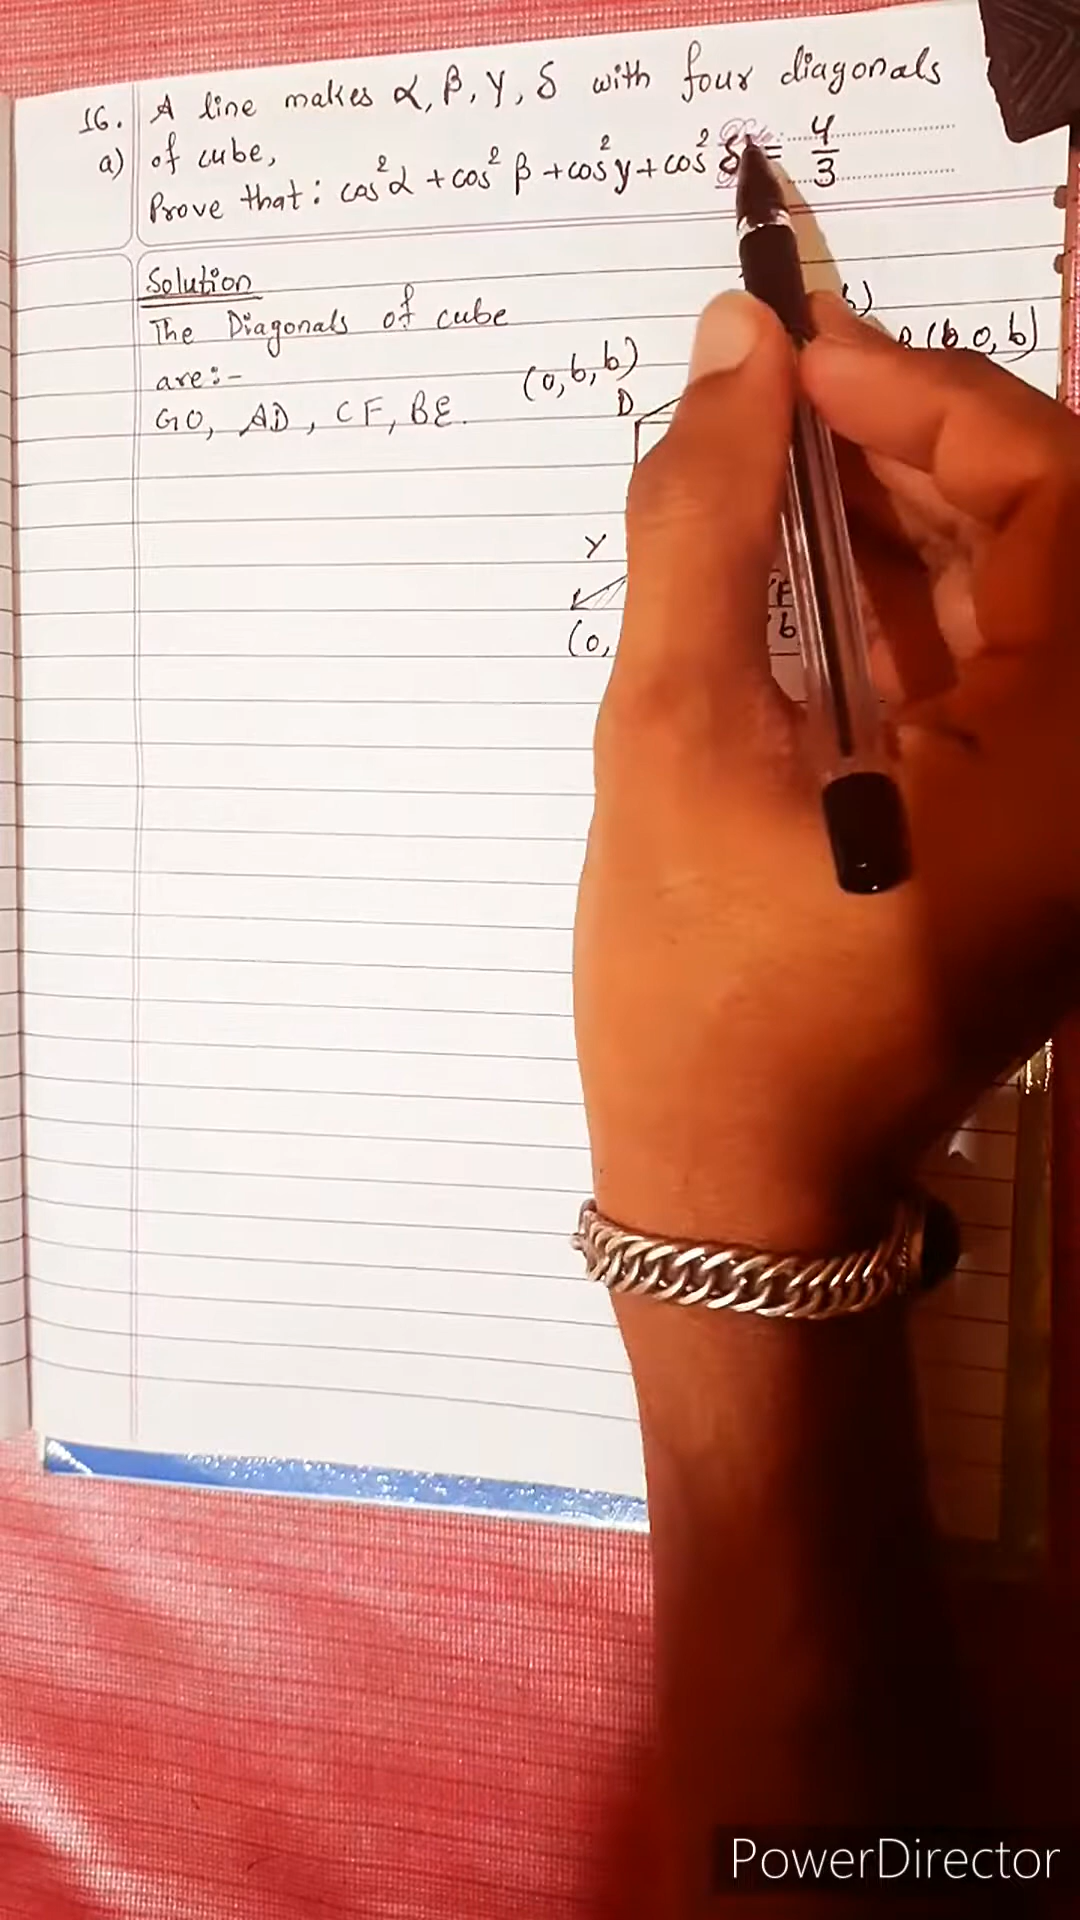 16. A line makes α, β, γ, δ with four diagonals
a) of cube,
Prove that: cos²α + cos²β + cos²γ + cos²δ = 4/3
Solution
The Diagonals of cube
are:-
GO, AD, CF, BE.
(0, b, b)
D
b)
(b, 0, b)
Y
(0,
b
PowerDirector